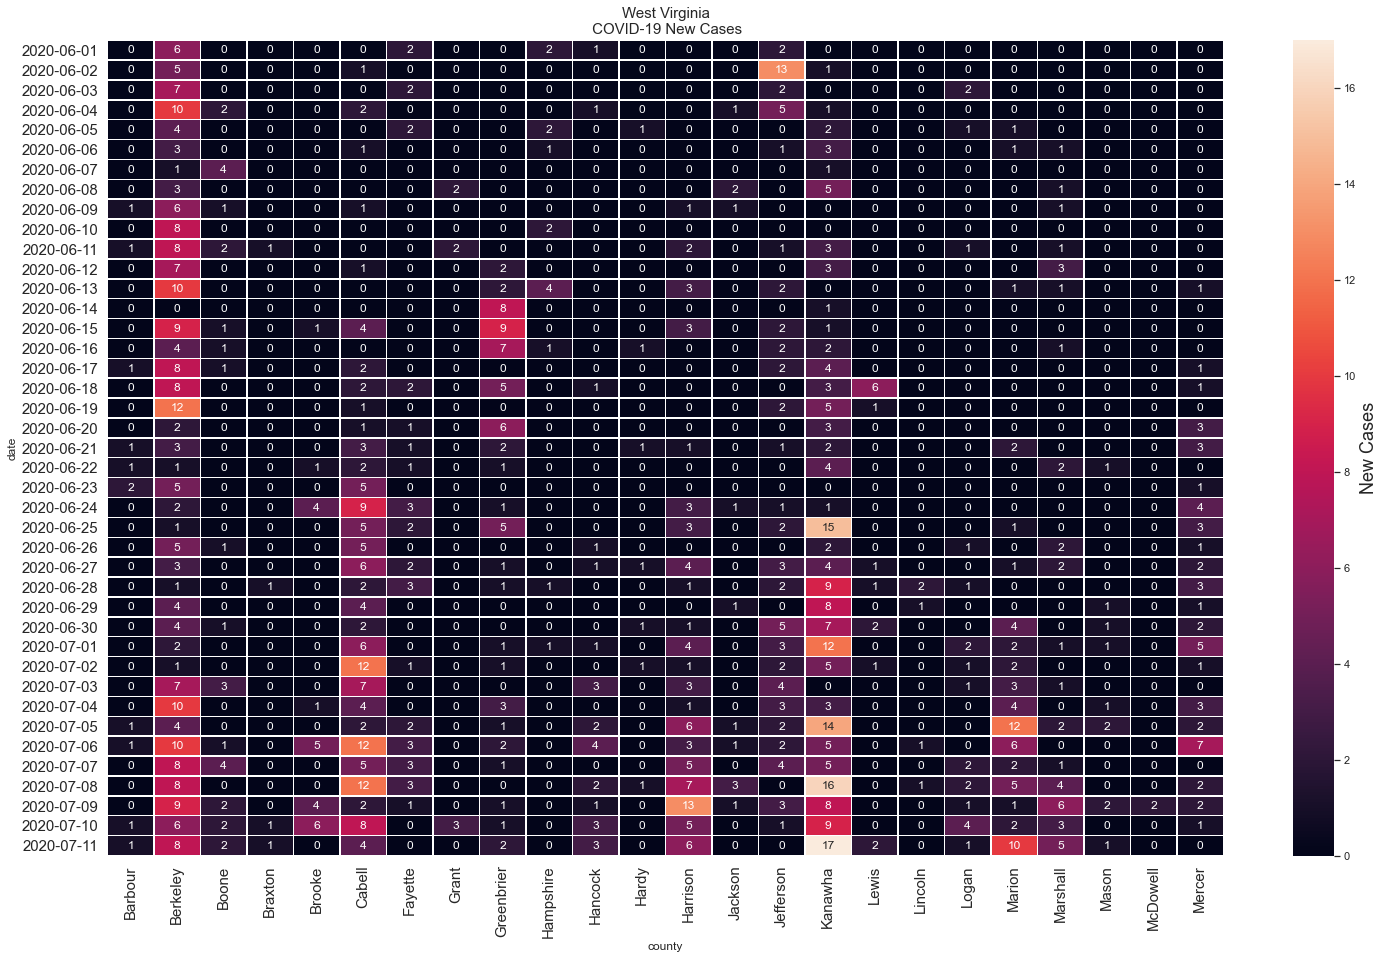 West Virginia
COVID-19 New Cases
2020-06-01 0 6 0 0 0 0 2 0 0 2 1 0 0 0 2 0 0 0 0 0 0 0 0 0
2020-06-02 0 5 0 0 0 1 0 0 0 0 0 0 0 0 13 1 0 0 0 0 0 0 0 0
2020-06-03 0 7 0 0 0 0 2 0 0 0 0 0 0 0 2 0 0 0 2 0 0 0 0 0
2020-06-04 0 10 2 0 0 2 0 0 0 0 1 0 0 1 5 1 0 0 0 0 0 0 0 0
2020-06-05 0 4 0 0 0 0 2 0 0 2 0 1 0 0 0 2 0 0 1 1 0 0 0 0
2020-06-06 0 3 0 0 0 1 0 0 0 1 0 0 0 0 1 3 0 0 0 1 1 0 0 0
2020-06-07 0 1 4 0 0 0 0 0 0 0 0 0 0 0 0 1 0 0 0 0 0 0 0 0
2020-06-08 0 3 0 0 0 0 0 2 0 0 0 0 0 2 0 5 0 0 0 0 1 0 0 0
2020-06-09 1 6 1 0 0 1 0 0 0 0 0 0 1 1 0 0 0 0 0 0 1 0 0 0
2020-06-10 0 8 0 0 0 0 0 0 0 2 0 0 0 0 0 0 0 0 0 0 0 0 0 0
2020-06-11 1 8 2 1 0 0 0 2 0 0 0 0 2 0 1 3 0 0 1 0 1 0 0 0
2020-06-12 0 7 0 0 0 1 0 0 2 0 0 0 0 0 0 3 0 0 0 0 3 0 0 0
2020-06-13 0 10 0 0 0 0 0 0 2 4 0 0 3 0 2 0 0 0 0 1 1 0 0 1
2020-06-14 0 0 0 0 0 0 0 0 8 0 0 0 0 0 0 1 0 0 0 0 0 0 0 0
2020-06-15 0 9 1 0 1 4 0 0 9 0 0 0 3 0 2 1 0 0 0 0 0 0 0 0
2020-06-16 0 4 1 0 0 0 0 0 7 1 0 1 0 0 2 2 0 0 0 0 1 0 0 0
2020-06-17 1 8 1 0 0 2 0 0 0 0 0 0 0 0 2 4 0 0 0 0 0 0 0 1
2020-06-18 0 8 0 0 0 2 2 0 5 0 1 0 0 0 0 3 6 0 0 0 0 0 0 1
2020-06-19 0 12 0 0 0 1 0 0 0 0 0 0 0 0 2 5 1 0 0 0 0 0 0 0
2020-06-20 0 2 0 0 0 1 1 0 6 0 0 0 0 0 0 3 0 0 0 0 0 0 0 3
2020-06-21 1 3 0 0 0 3 1 0 2 0 0 1 1 0 1 2 0 0 0 2 0 0 0 3
2020-06-22 1 1 0 0 1 2 1 0 1 0 0 0 0 0 0 4 0 0 0 0 2 1 0 0
2020-06-23 2 5 0 0 0 5 0 0 0 0 0 0 0 0 0 0 0 0 0 0 0 0 0 1
2020-06-24 0 2 0 0 4 9 3 0 1 0 0 0 3 1 1 1 0 0 0 0 0 0 0 4
2020-06-25 0 1 0 0 0 5 2 0 5 0 0 0 3 0 2 15 0 0 0 1 0 0 0 3
2020-06-26 0 5 1 0 0 5 0 0 0 0 1 0 0 0 0 2 0 0 1 0 2 0 0 1
2020-06-27 0 3 0 0 0 6 2 0 1 0 1 1 4 0 3 4 1 0 0 1 2 0 0 2
2020-06-28 0 1 0 1 0 2 3 0 1 1 0 0 1 0 2 9 1 2 1 0 0 0 0 3
2020-06-29 0 4 0 0 0 4 0 0 0 0 0 0 0 1 0 8 0 1 0 0 0 1 0 1
2020-06-30 0 4 1 0 0 2 0 0 0 0 0 1 1 0 5 7 2 0 0 4 0 1 0 2
2020-07-01 0 2 0 0 0 6 0 0 1 1 1 0 4 0 3 12 0 0 2 2 1 1 0 5
2020-07-02 0 1 0 0 0 12 1 0 1 0 0 1 1 0 2 5 1 0 1 2 0 0 0 1
2020-07-03 0 7 3 0 0 7 0 0 0 0 3 0 3 0 4 0 0 0 1 3 1 0 0 0
2020-07-04 0 10 0 0 1 4 0 0 3 0 0 0 1 0 3 3 0 0 0 4 0 1 0 3
2020-07-05 1 4 0 0 0 2 2 0 1 0 2 0 6 1 2 14 0 0 0 12 2 2 0 2
2020-07-06 1 10 1 0 5 12 3 0 2 0 4 0 3 1 2 5 0 1 0 6 0 0 0 7
2020-07-07 0 8 4 0 0 5 3 0 1 0 0 0 5 0 4 5 0 0 2 2 1 0 0 0
2020-07-08 0 8 0 0 0 12 3 0 0 0 2 1 7 3 0 16 0 1 2 5 4 0 0 2
2020-07-09 0 9 2 0 4 2 1 0 1 0 1 0 13 1 3 8 0 0 1 1 6 2 2 2
2020-07-10 1 6 2 1 6 8 0 3 1 0 3 0 5 0 1 9 0 0 4 2 3 0 0 1
2020-07-11 1 8 2 1 0 4 0 0 2 0 3 0 6 0 0 17 2 0 1 10 5 1 0 0
Barbour Berkeley Boone Braxton Brooke Cabell Fayette Grant Greenbrier Hampshire Hancock Hardy Harrison Jackson Jefferson Kanawha Lewis Lincoln Logan Marion Marshall Mason McDowell Mercer
county
date
16
14
12
10
8
6
4
2
0
New Cases